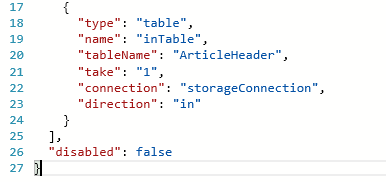 17 {
18 "type": "table",
19 "name": "inTable",
20 "tableName": "ArticleHeader",
21 "take": "1",
22 "connection": "storageConnection",
23 "direction": "in"
24 }
25 ],
26 "disabled": false
27 }